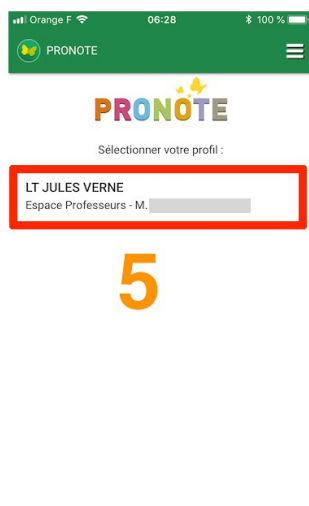 Orange F 06:28 100 %
PRONOTE
PRONOTE
Sélectionner votre profil :
LT JULES VERNE
Espace Professeurs - M.
5